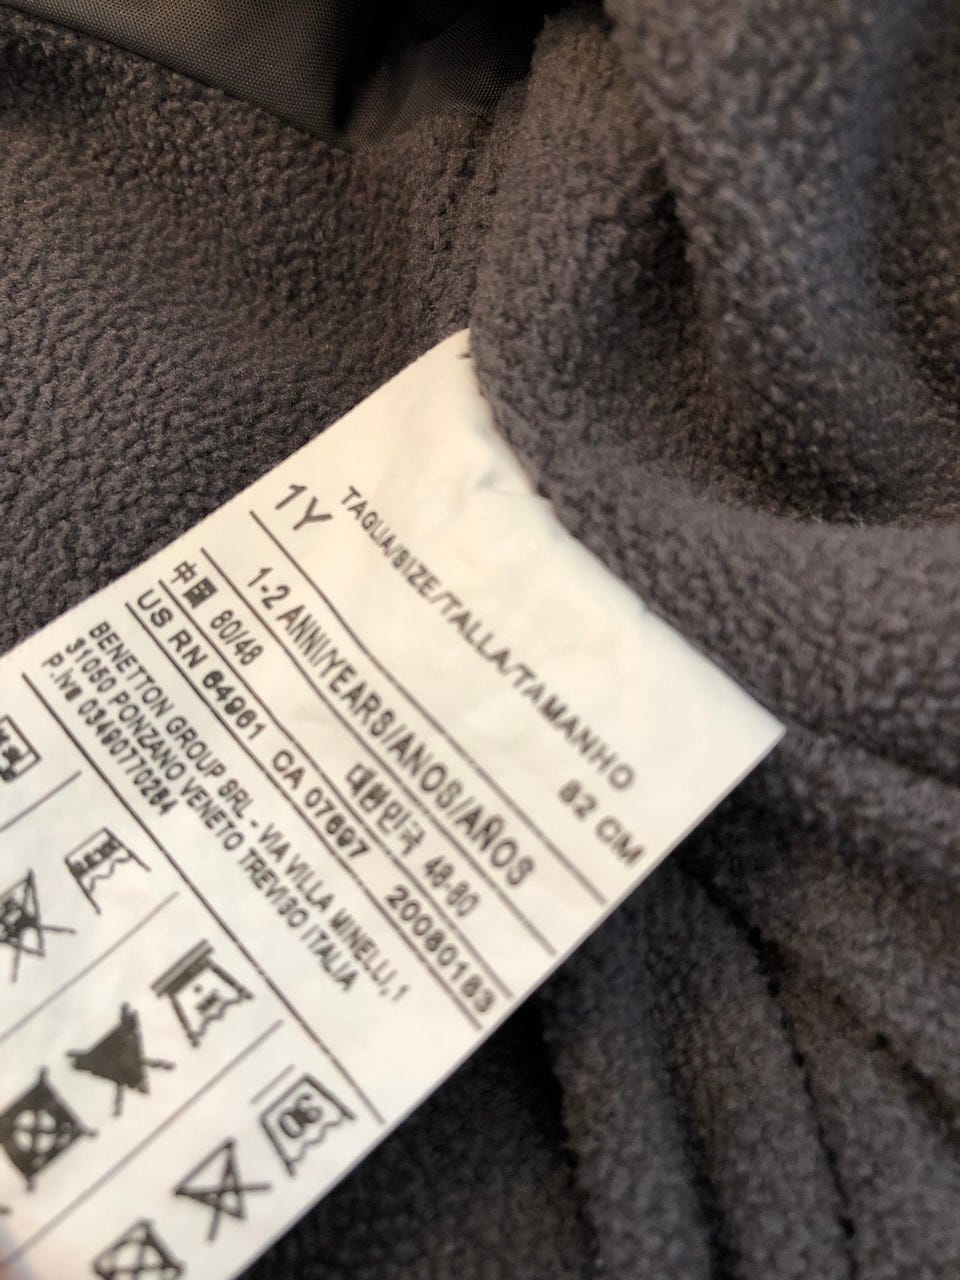 TAGLIA/SIZE/TALLA/TAMANHO
1Y 82 CM
1-2 ANNI/YEARS/ANOS/AÑOS
中国 80/48 대한민국 48-80
US RN 64961 CA 07697 20080183
BENETTON GROUP SRL - VIA VILLA MINELLI, 1
31050 PONZANO VENETO TREVISO ITALIA
P.iva 03490770264